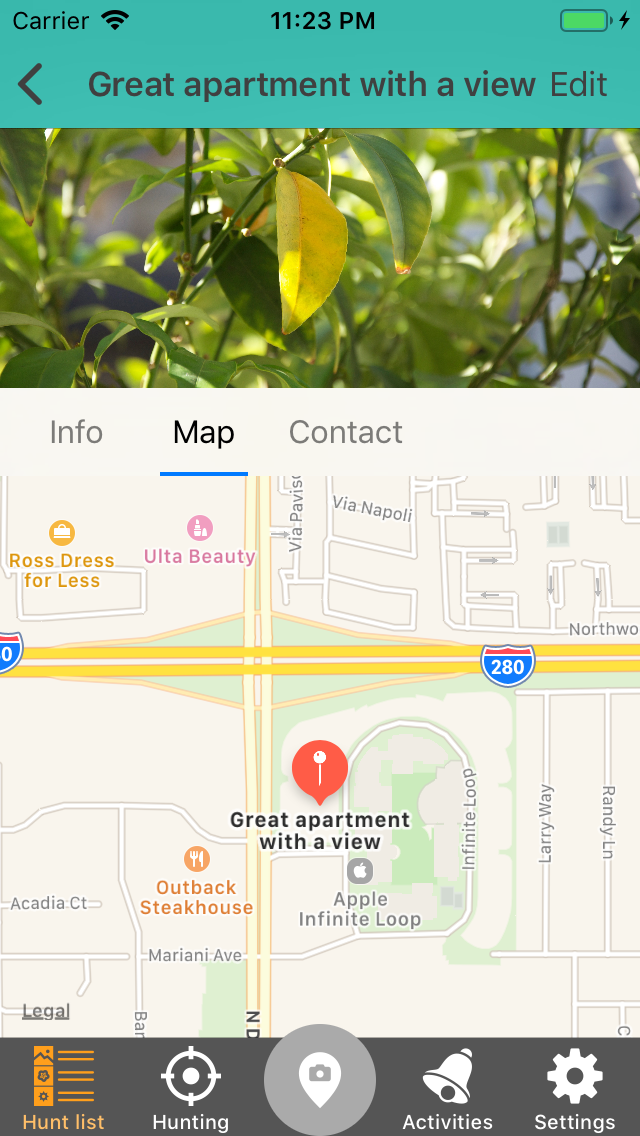 Carrier 11:23 PM
Great apartment with a view Edit
Info Map Contact
Via Paviso
Via Napoli
Ross Dress
for Less
Ulta Beauty
Northwo
280
Great apartment
with a view
Infinite Loop
Larry Way
Randy Ln
Outback
Steakhouse
Apple
Infinite Loop
Acadia Ct
Mariani Ave
Legal
Bar
N D
C
Hunt list Hunting Activities Settings